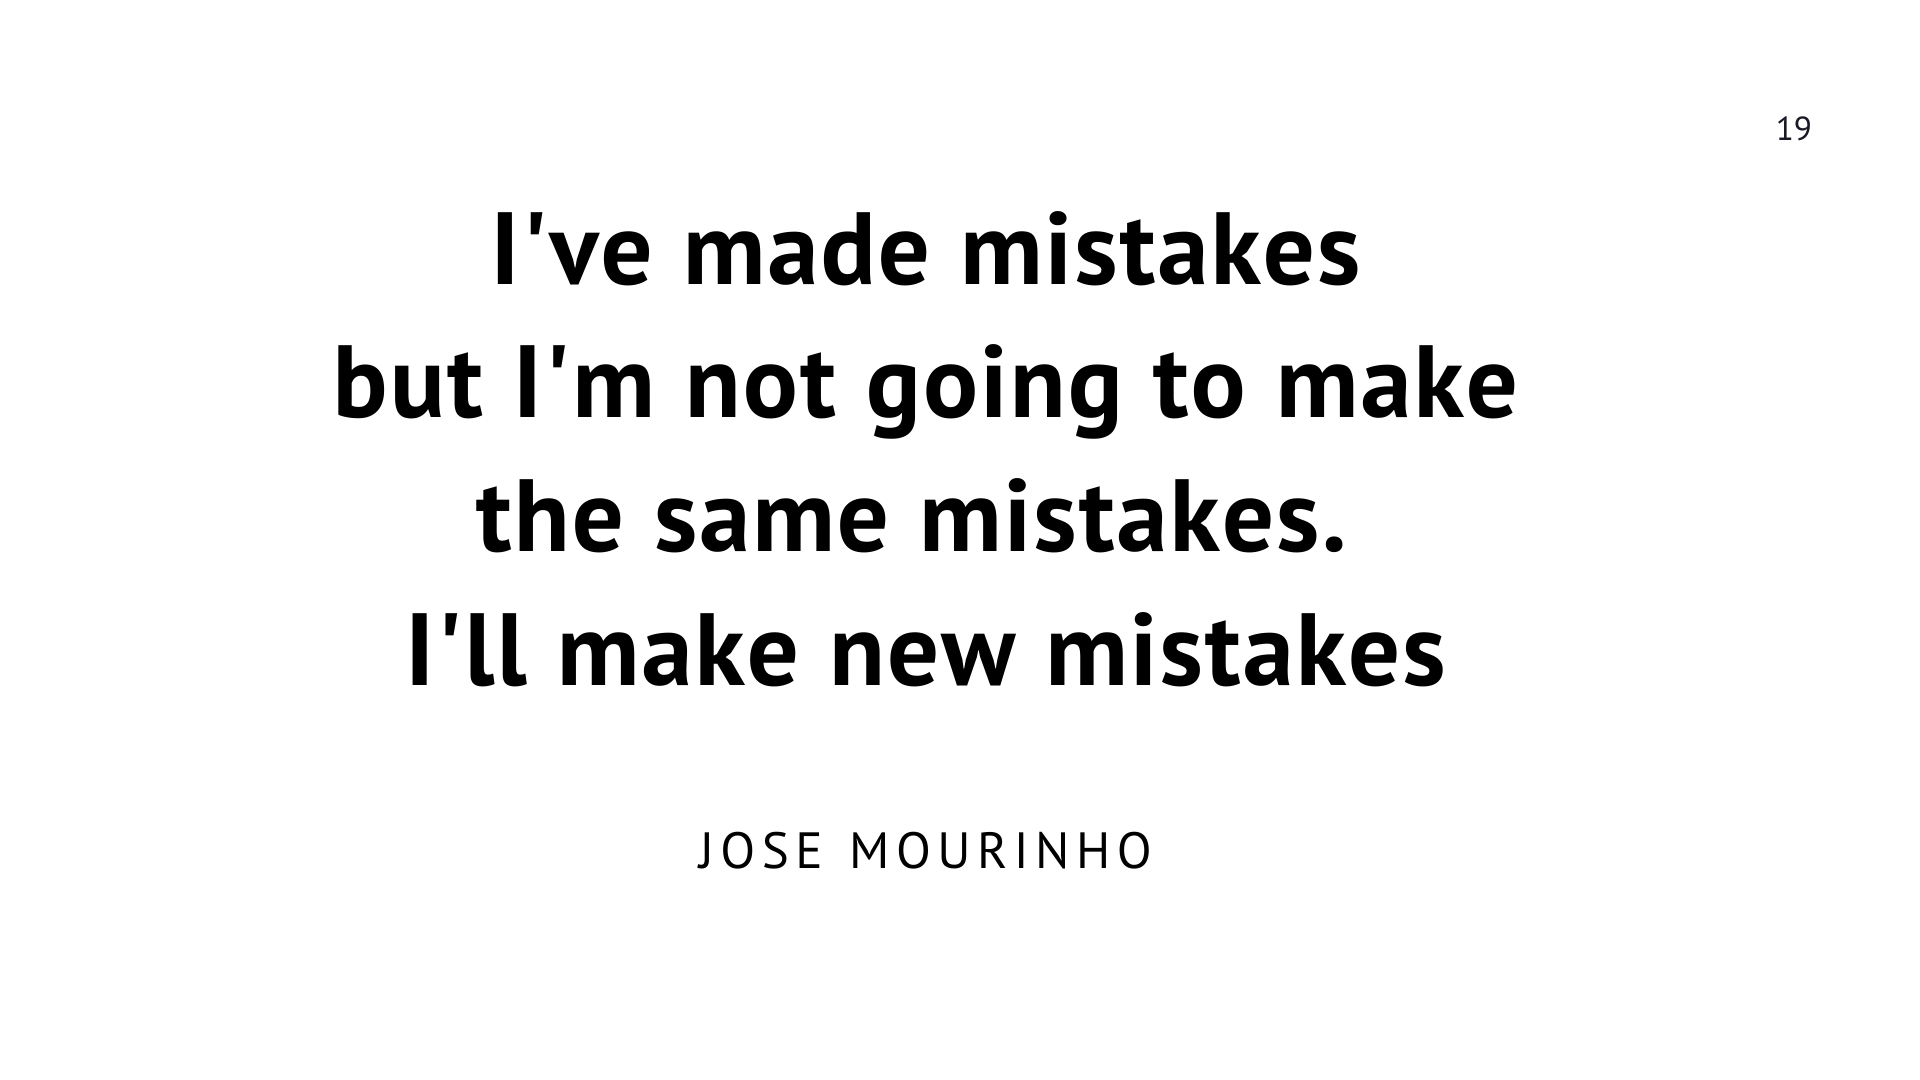 19
I've made mistakes
but I'm not going to make
the same mistakes.
I'll make new mistakes
JOSE MOURINHO